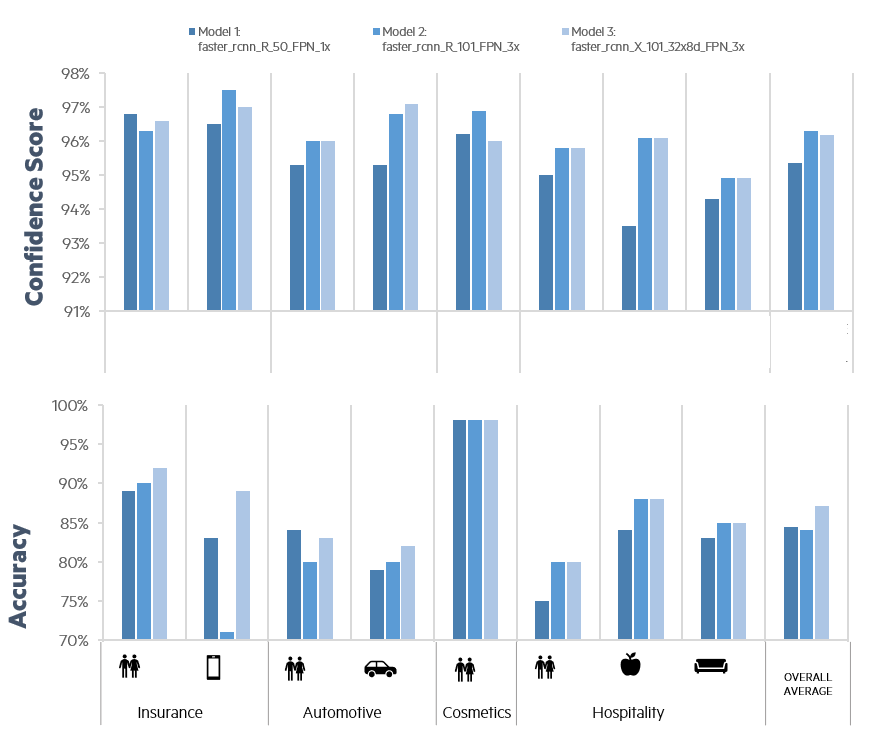 Model 1:
faster_rcnn_R_50_FPN_1x
Model 2:
faster_rcnn_R_101_FPN_3x
Model 3:
faster_rcnn_X_101_32x8d_FPN_3x
Confidence Score
98%
97%
96%
95%
94%
93%
92%
91%
Accuracy
100%
95%
90%
85%
80%
75%
70%
Insurance
Automotive
Cosmetics
Hospitality
OVERALL
AVERAGE